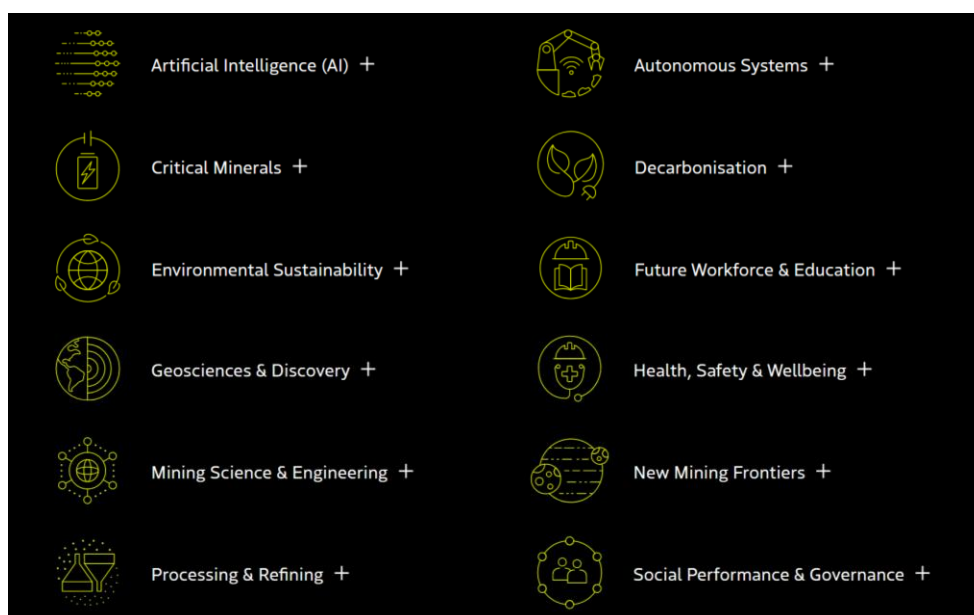 Artificial Intelligence (AI) +
Autonomous Systems +
Critical Minerals +
Decarbonisation +
Environmental Sustainability +
Future Workforce & Education +
Geosciences & Discovery +
Health, Safety & Wellbeing +
Mining Science & Engineering +
New Mining Frontiers +
Processing & Refining +
Social Performance & Governance +